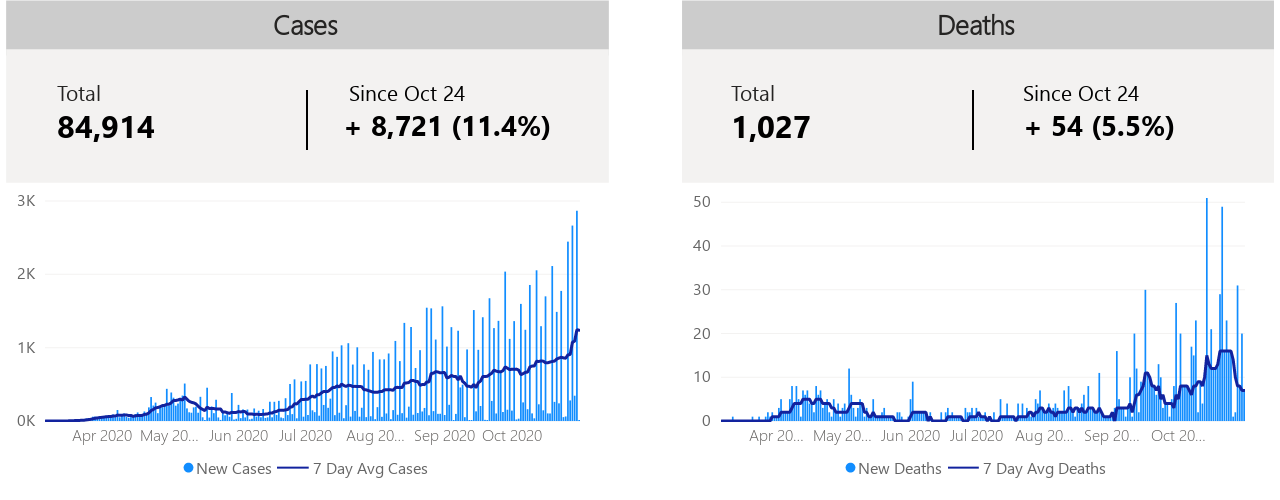 Cases
Total
84,914
Since Oct 24
+ 8,721 (11.4%)
3K
2K
1K
0K
Apr 2020 May 20... Jun 2020 Jul 2020 Aug 20... Sep 2020 Oct 2020
New Cases 7 Day Avg Cases
Deaths
Total
1,027
Since Oct 24
+ 54 (5.5%)
50
40
30
20
10
0
Apr 20... May 20... Jun 2020 Jul 2020 Aug 20... Sep 20... Oct 20...
New Deaths 7 Day Avg Deaths